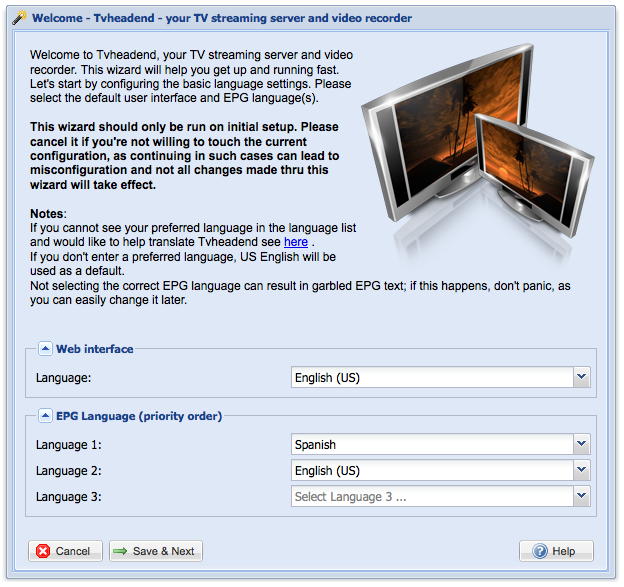 Welcome - Tvheadend - your TV streaming server and video recorder
Welcome to Tvheadend, your TV streaming server and video
recorder. This wizard will help you get up and running fast.
Let's start by configuring the basic language settings. Please
select the default user interface and EPG language(s).
This wizard should only be run on initial setup. Please
cancel it if you're not willing to touch the current
configuration, as continuing in such cases can lead to
misconfiguration and not all changes made thru this
wizard will take effect.
Notes:
If you cannot see your preferred language in the language list
and would like to help translate Tvheadend see here .
If you don't enter a preferred language, US English will be
used as a default.
Not selecting the correct EPG language can result in garbled EPG text; if this happens, don't panic, as
you can easily change it later.
Web interface
Language: English (US)
EPG Language (priority order)
Language 1: Spanish
Language 2: English (US)
Language 3: Select Language 3 ...
Cancel Save & Next Help